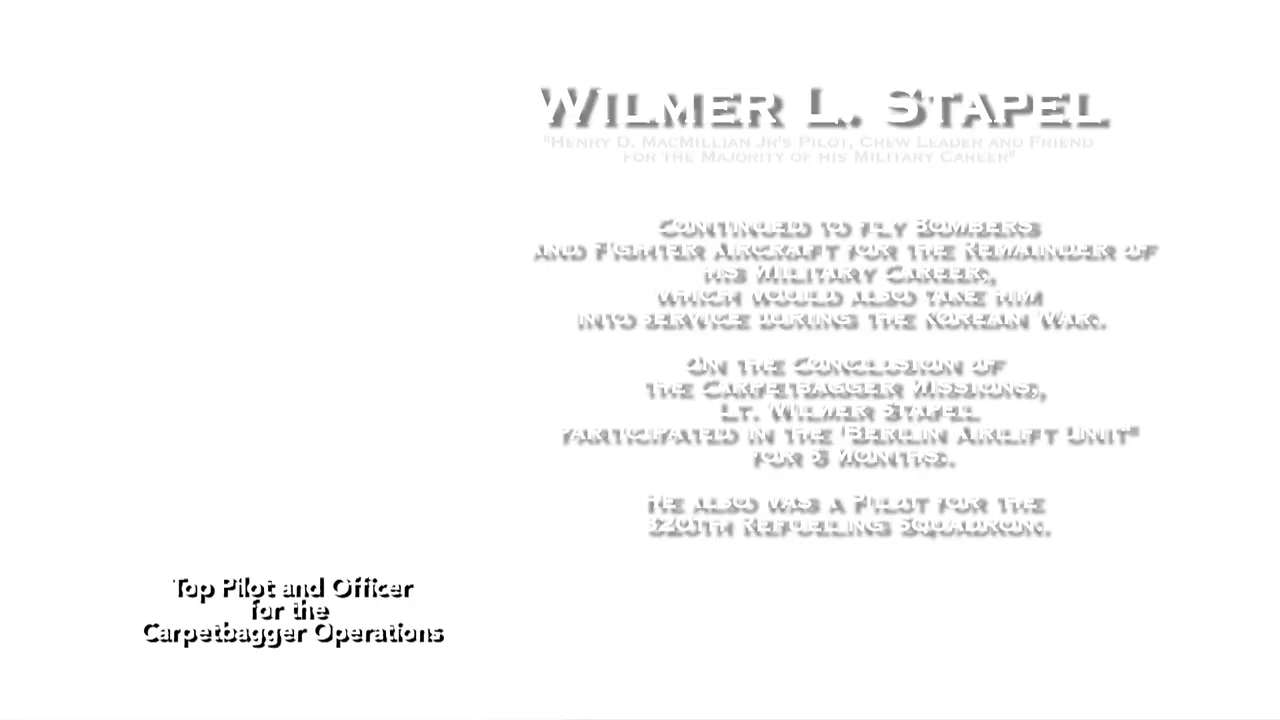 Wilmer L. Stapel
"Henry D. MacMillian Jr's Pilot, Crew Leader and Friend
for the Majority of his Military Career"
Continued to fly Bombers
and Fighter Aircraft for the Remainder of
his Military Career,
which would also take him
into service during the Korean War.
On the Conclusion of
the Carpetbagger Missions,
Lt. Wilmer Stapel
participated in the "Berlin Airlift Unit"
for 6 months.
He also was a Pilot for the
320th Refueling Squadron.
Top Pilot and Officer
for the
Carpetbagger Operations